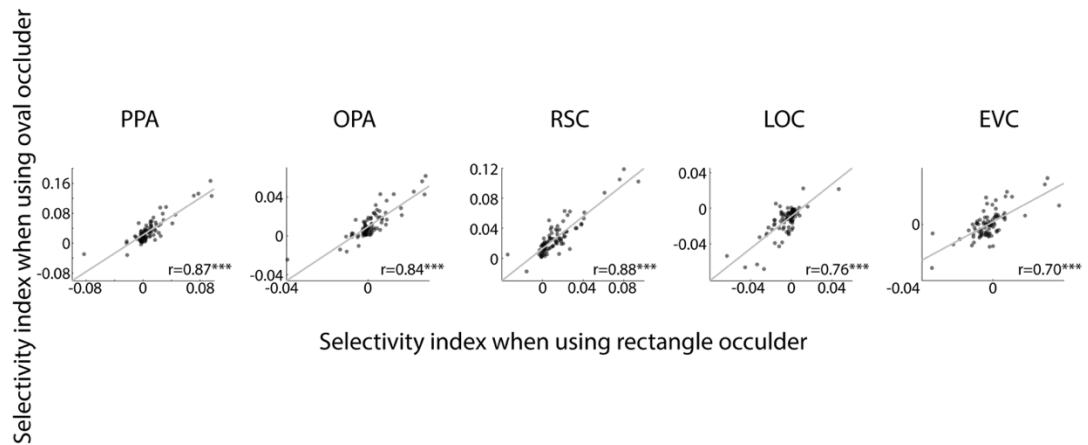 Selectivity index when using oval occluder
PPA
OPA
RSC
LOC
EVC
0.16
0.08
0
-0.08
-0.08
0
0.08
r=0.87***
0.04
0
-0.04
-0.04
0
r=0.84***
0.12
0.08
0.04
0
0
0.04
0.08
r=0.88***
0.04
0
-0.04
0
0.04
r=0.76***
0
-0.04
0
r=0.70***
Selectivity index when using rectangle occulder